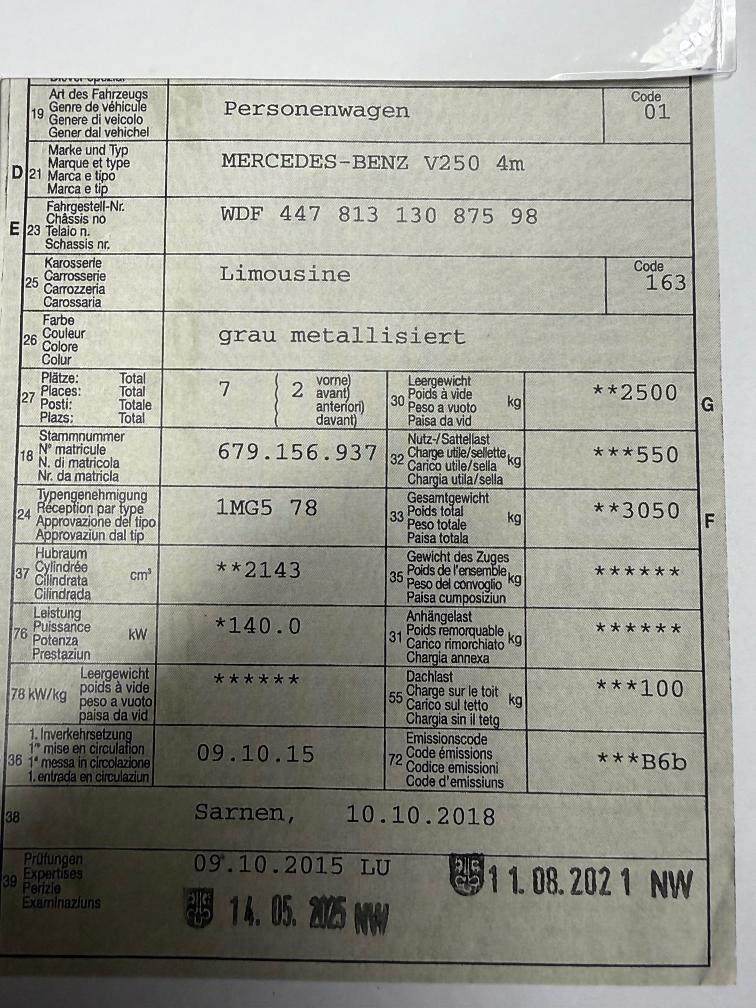 19 Art des Fahrzeugs
Genre de véhicule
Genere di veicolo
Gener dal vehichel
Personenwagen
Code
01
D 21 Marke und Typ
Marque et type
Marca e tipo
Marca e tip
MERCEDES-BENZ V250 4m
E 23 Fahrgestell-Nr.
Châssis no
Telaio n.
Schassis nr.
WDF 447 813 130 875 98
25 Karosserie
Carrosserie
Carrozzeria
Carossaria
Limousine
Code
163
26 Farbe
Couleur
Colore
Colur
grau metallisiert
27 Plätze: Total
Places: Total
Posti: Totale
Plazs: Total
7 ( 2 vorne)
avant)
anteriori)
davant)
30 Leergewicht
Poids à vide
Peso a vuoto
Paisa da vid
kg
**2500
G
18 Stammnummer
N° matricule
N. di matricola
Nr. da matricla
679.156.937
32 Nutz-/Sattellast
Charge utile/sellette
Carico utile/sella
Chargia utila/sella
kg
***550
24 Typengenehmigung
Réception par type
Approvazione del tipo
Approvaziun dal tip
1MG5 78
33 Gesamtgewicht
Poids total
Peso totale
Paisa totala
kg
**3050
F
37 Hubraum
Cylindrée
Cilindrata
Cilindrada
cm³
**2143
35 Gewicht des Zuges
Poids de l'ensemble
Peso del convoglio
Paisa cumposiziun
kg
******
76 Leistung
Puissance
Potenza
Prestaziun
kW
*140.0
31 Anhängelast
Poids remorquable
Carico rimorchiato
Chargia annexa
kg
******
78 kW/kg Leergewicht
poids à vide
peso a vuoto
paisa da vid
******
55 Dachlast
Charge sur le toit
Carico sul tetto
Chargia sin il tetg
kg
***100
36 1. Inverkehrsetzung
1re mise en circulation
1a messa in circolazione
1. entrada en circulaziun
09.10.15
72 Emissionscode
Code émissions
Codice emissioni
Code d'emissiuns
***B6b
38 Sarnen, 10.10.2018
39 Prüfungen
Expertises
Perizie
Examinaziuns
09.10.2015 LU
11.08.2021 NW
14.05.2025 NW